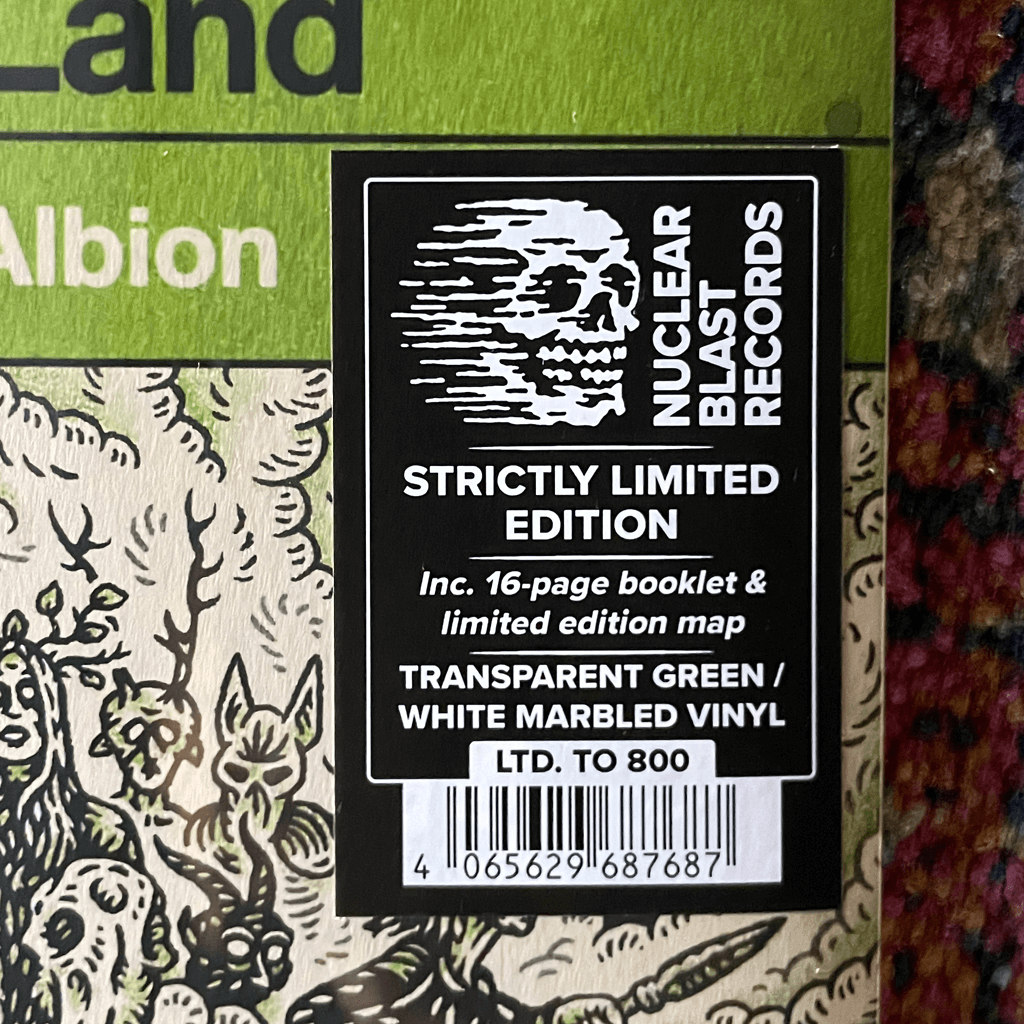 Land
Albion
NUCLEAR
BLAST
RECORDS
STRICTLY LIMITED
EDITION
Inc. 16-page booklet &
limited edition map
TRANSPARENT GREEN /
WHITE MARBLED VINYL
LTD. TO 800
4 065629 687687